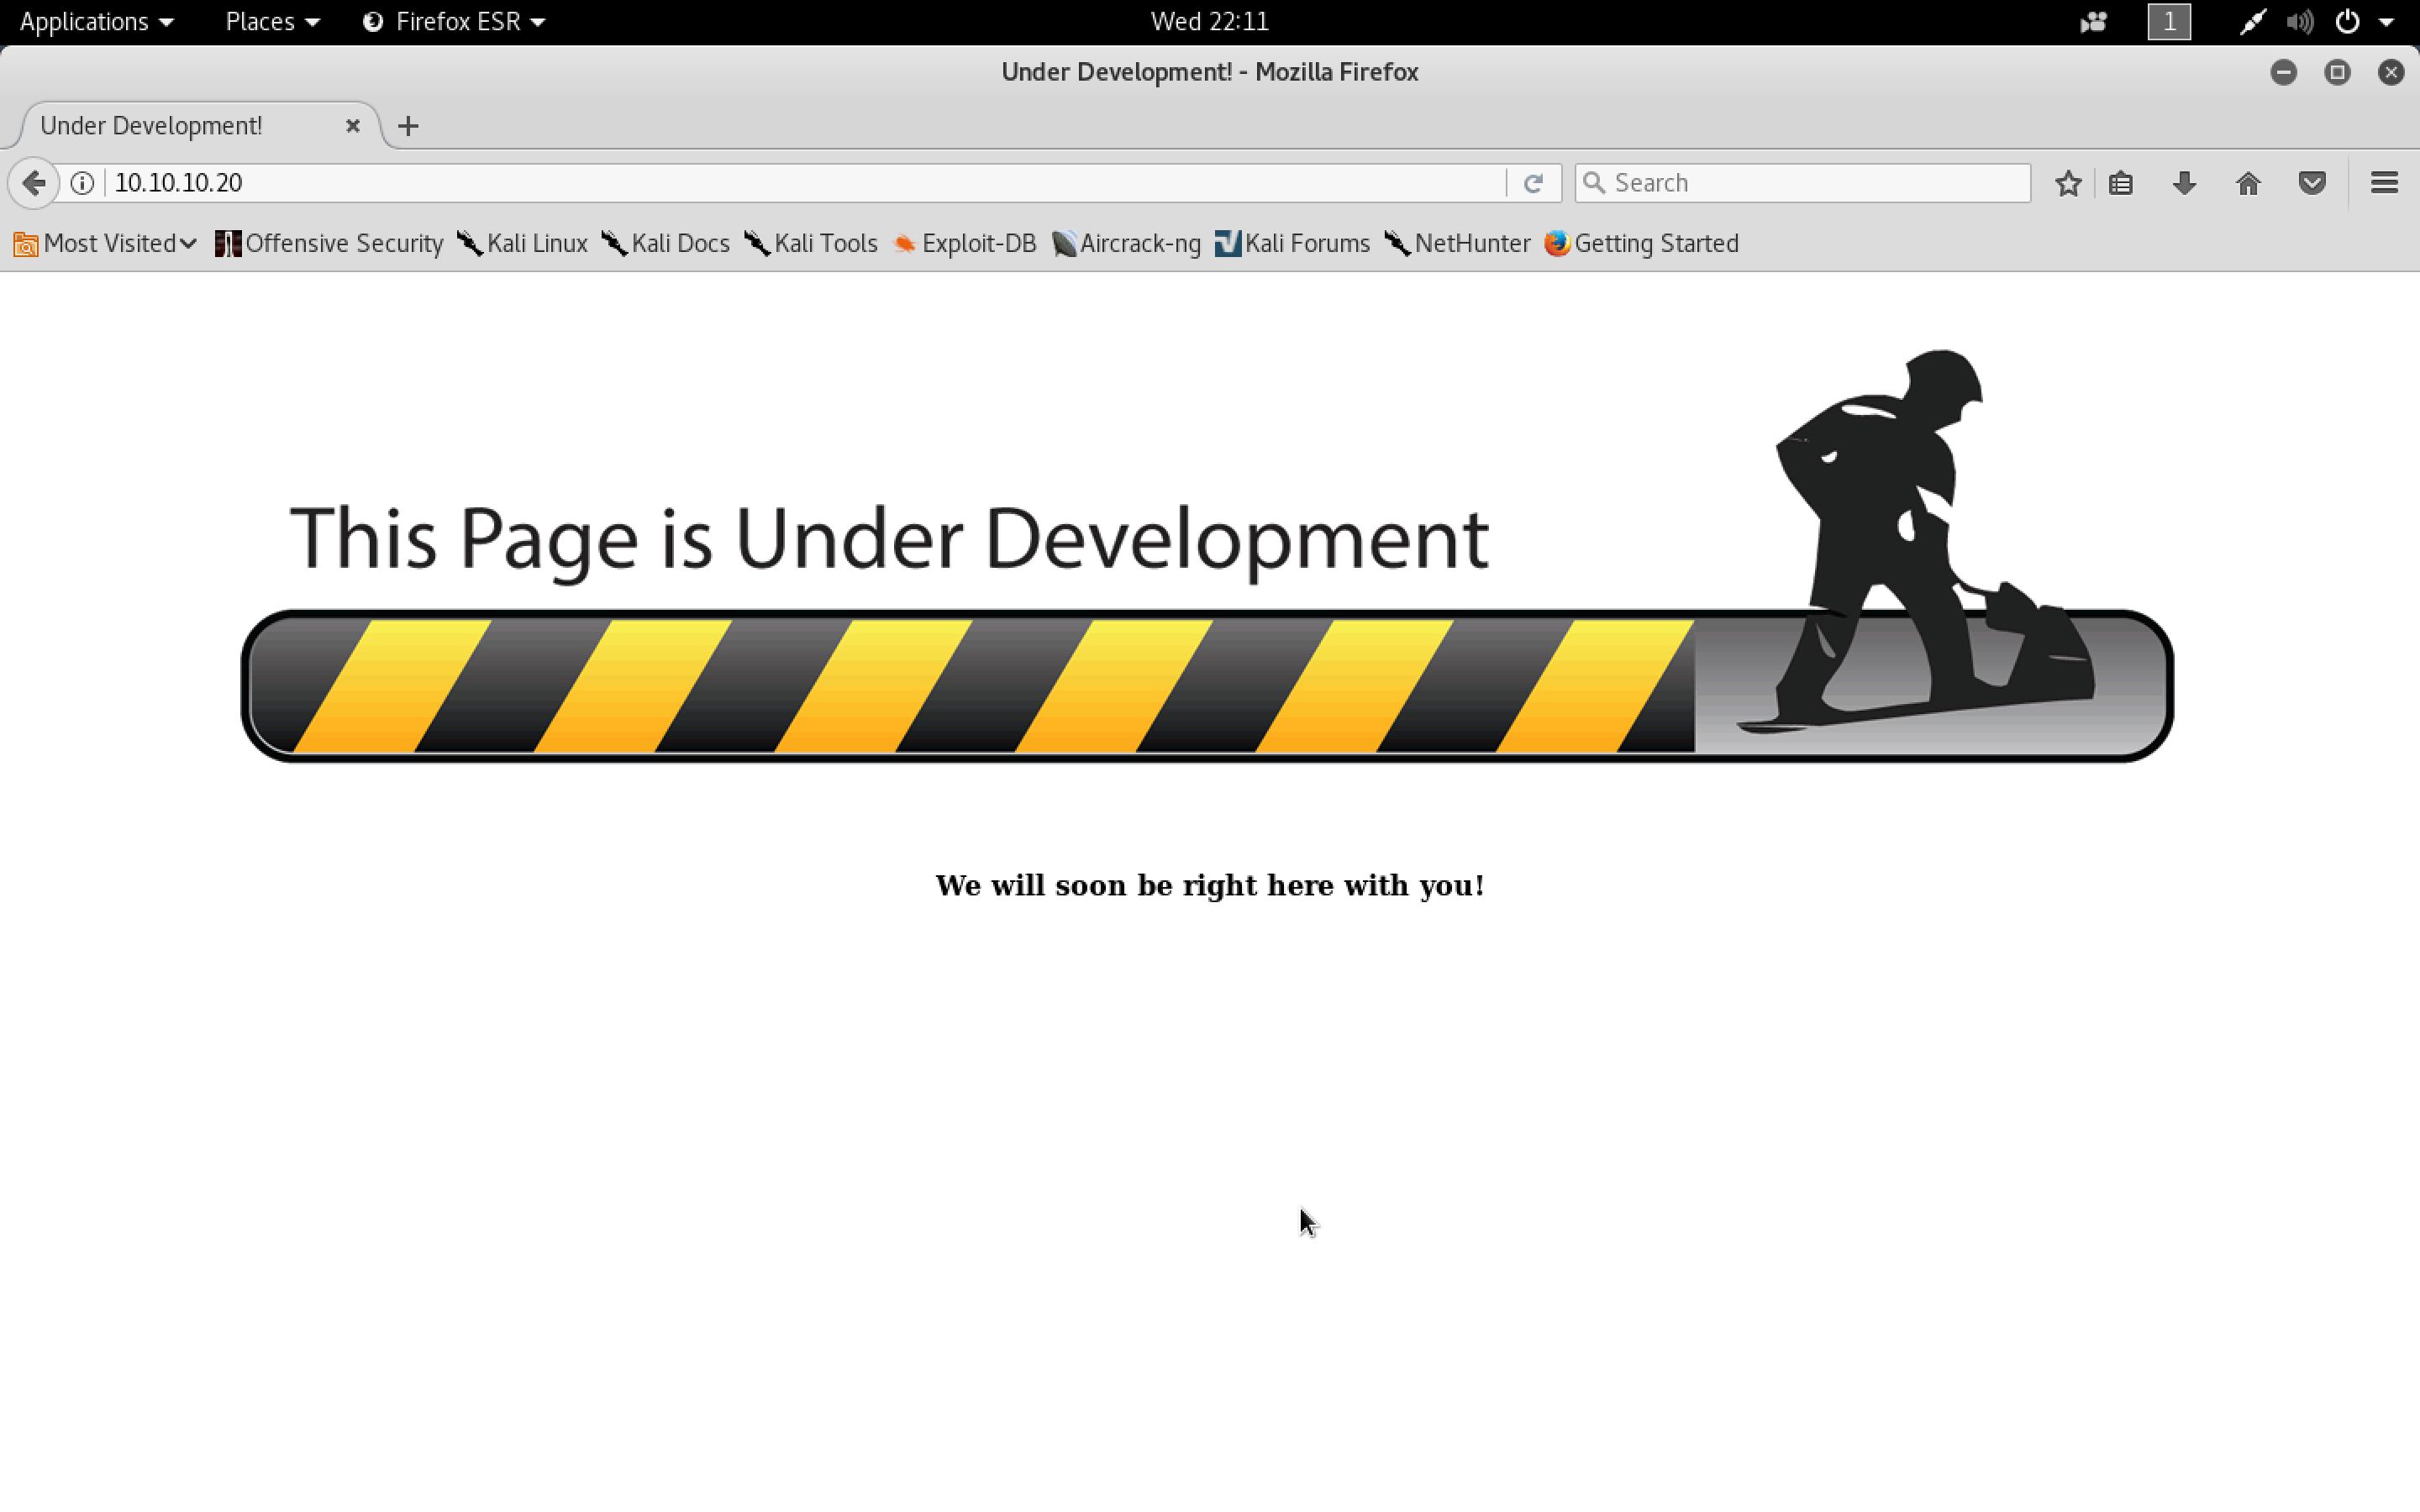 Applications Places Firefox ESR Wed 22:11 1
Under Development! - Mozilla Firefox
Under Development!
10.10.10.20 Search
Most Visited Offensive Security Kali Linux Kali Docs Kali Tools Exploit-DB Aircrack-ng Kali Forums NetHunter Getting Started
This Page is Under Development
We will soon be right here with you!